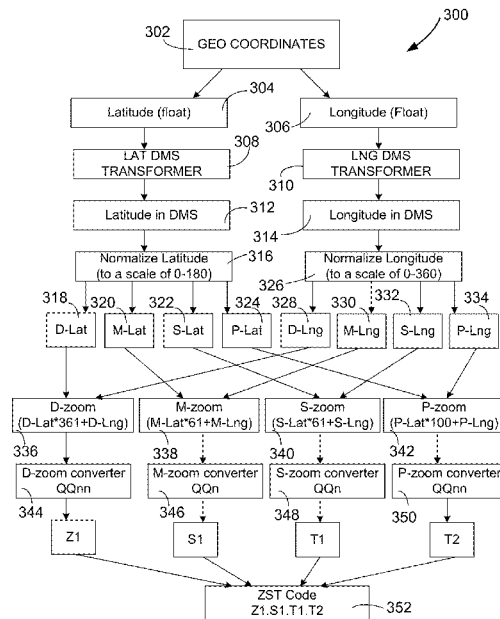 300
302
GEO COORDINATES
304
306
Latitude (float)
Longitude (Float)
308
310
LAT DMS
TRANSFORMER
LNG DMS
TRANSFORMER
312
314
Latitude in DMS
Longitude in DMS
316
326
Normalize Latitude
(to a scale of 0-180)
Normalize Longitude
(to a scale of 0-360)
318
320
322
324
328
330
332
334
D-Lat
M-Lat
S-Lat
P-Lat
D-Lng
M-Lng
S-Lng
P-Lng
D-zoom
(D-Lat*361+D-Lng)
M-zoom
(M-Lat*61+M-Lng)
S-zoom
(S-Lat*61+S-Lng)
P-zoom
(P-Lat*100+P-Lng)
336
338
340
342
D-zoom converter
QQnn
M-zoom converter
QQn
S-zoom converter
QQn
P-zoom converter
QQnn
344
346
348
350
Z1
S1
T1
T2
ZST Code
Z1.S1.T1.T2
352